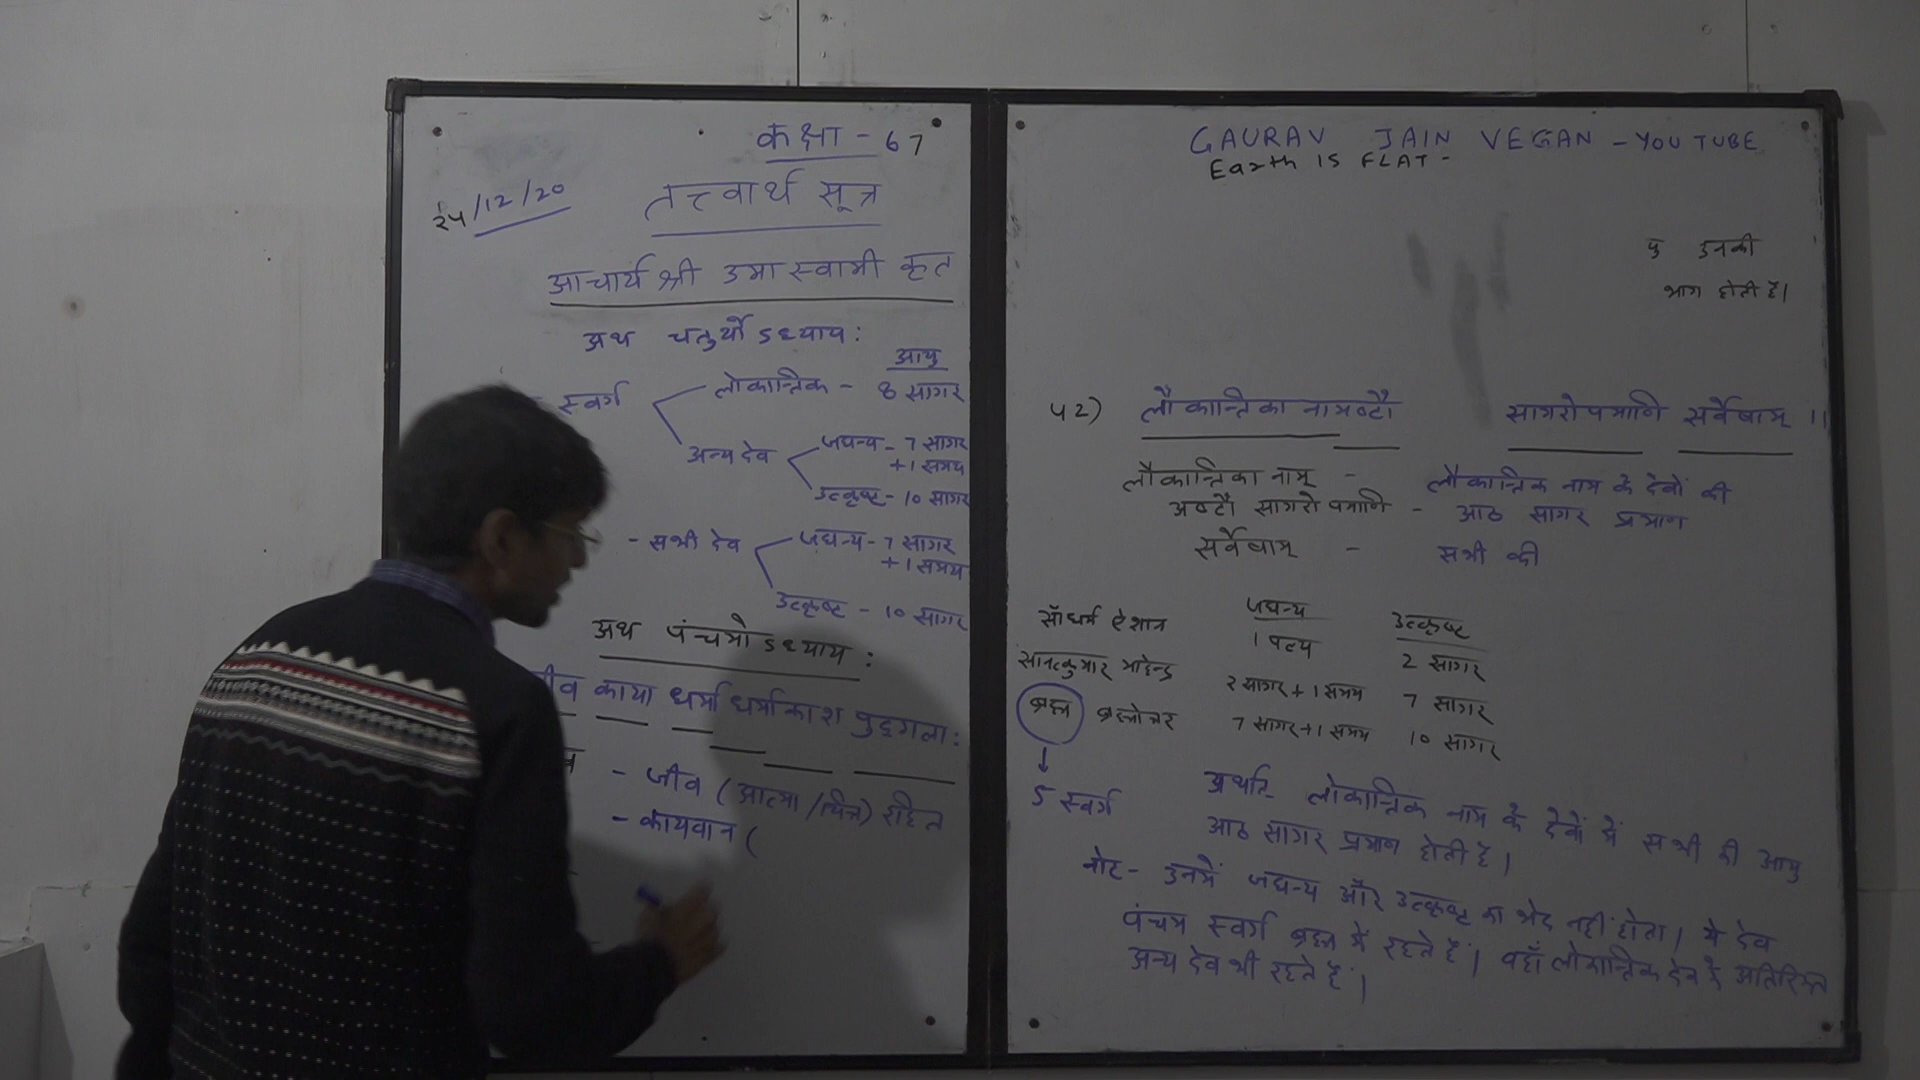 कक्षा - 67
24/12/20
तत्त्वार्थ सूत्र
आचार्य श्री उमास्वामी कृत
अथ चतुर्थोऽध्याय:
आयु
स्वर्ग
लोकान्तिक - 8 सागर
अन्य देव
जघन्य - 7 सागर
+1 समय
उत्कृष्ट - 10 सागर
- सभी देव
जघन्य - 7 सागर
+1 समय
उत्कृष्ट - 10 सागर
अथ पंचमोऽध्याय:
काया धर्माधर्माकाश पुद्गला:
- जीव (आत्मा/चित्त) रहित
- कायवान (
GAURAV JAIN VEGAN - YOUTUBE
Earth IS FLAT -
उनकी
भाग होती है।
42) लौकान्तिकानामष्टौ सागरोपमाणि सर्वेषाम् ॥
लौकान्तिकानाम् - लौकान्तिक नाम के देवों की
अष्टौ सागरोपमाणि - आठ सागर प्रमाण
सर्वेषाम् - सभी की
जघन्य उत्कृष्ट
सौधर्म ऐशान 1 पल्य 2 सागर
सानत्कुमार माहेन्द्र 2 सागर+1 समय 7 सागर
ब्रह्म ब्रह्मोत्तर 7 सागर+1 समय 10 सागर
5 स्वर्ग
अर्थात- लोकान्तिक नाम के देवों में सभी की आयु
आठ सागर प्रमाण होती है।
नोट- उनमें जघन्य और उत्कृष्ट का भेद नहीं होता। ये देव
पंचम स्वर्ग ब्रह्म में रहते हैं। वहाँ लोकान्तिक देव के अतिरिक्त
अन्य देव भी रहते हैं।